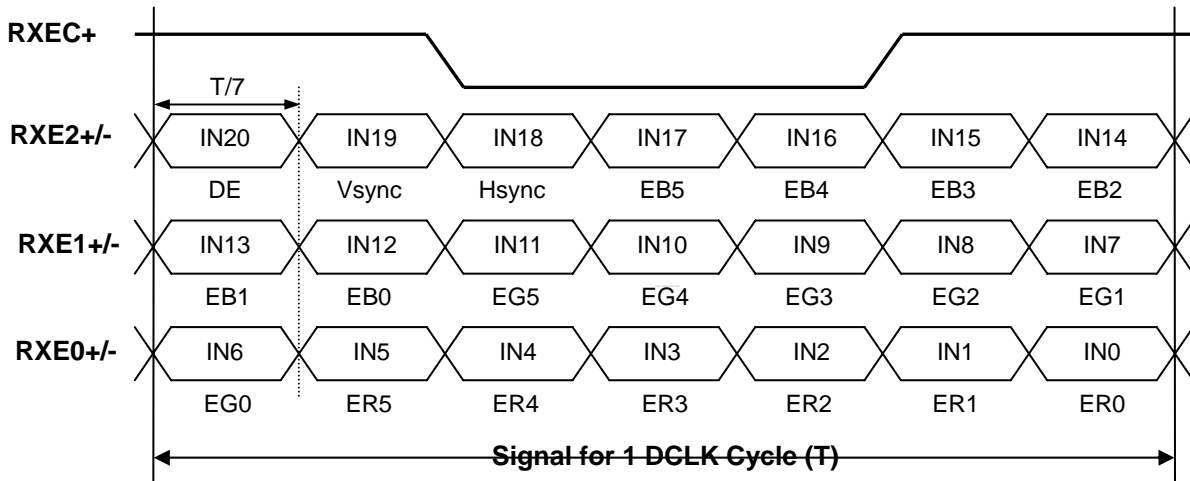 RXEC+
T/7
RXE2+/- IN20 IN19 IN18 IN17 IN16 IN15 IN14
DE Vsync Hsync EB5 EB4 EB3 EB2
RXE1+/- IN13 IN12 IN11 IN10 IN9 IN8 IN7
EB1 EB0 EG5 EG4 EG3 EG2 EG1
RXE0+/- IN6 IN5 IN4 IN3 IN2 IN1 IN0
EG0 ER5 ER4 ER3 ER2 ER1 ER0
Signal for 1 DCLK Cycle (T)